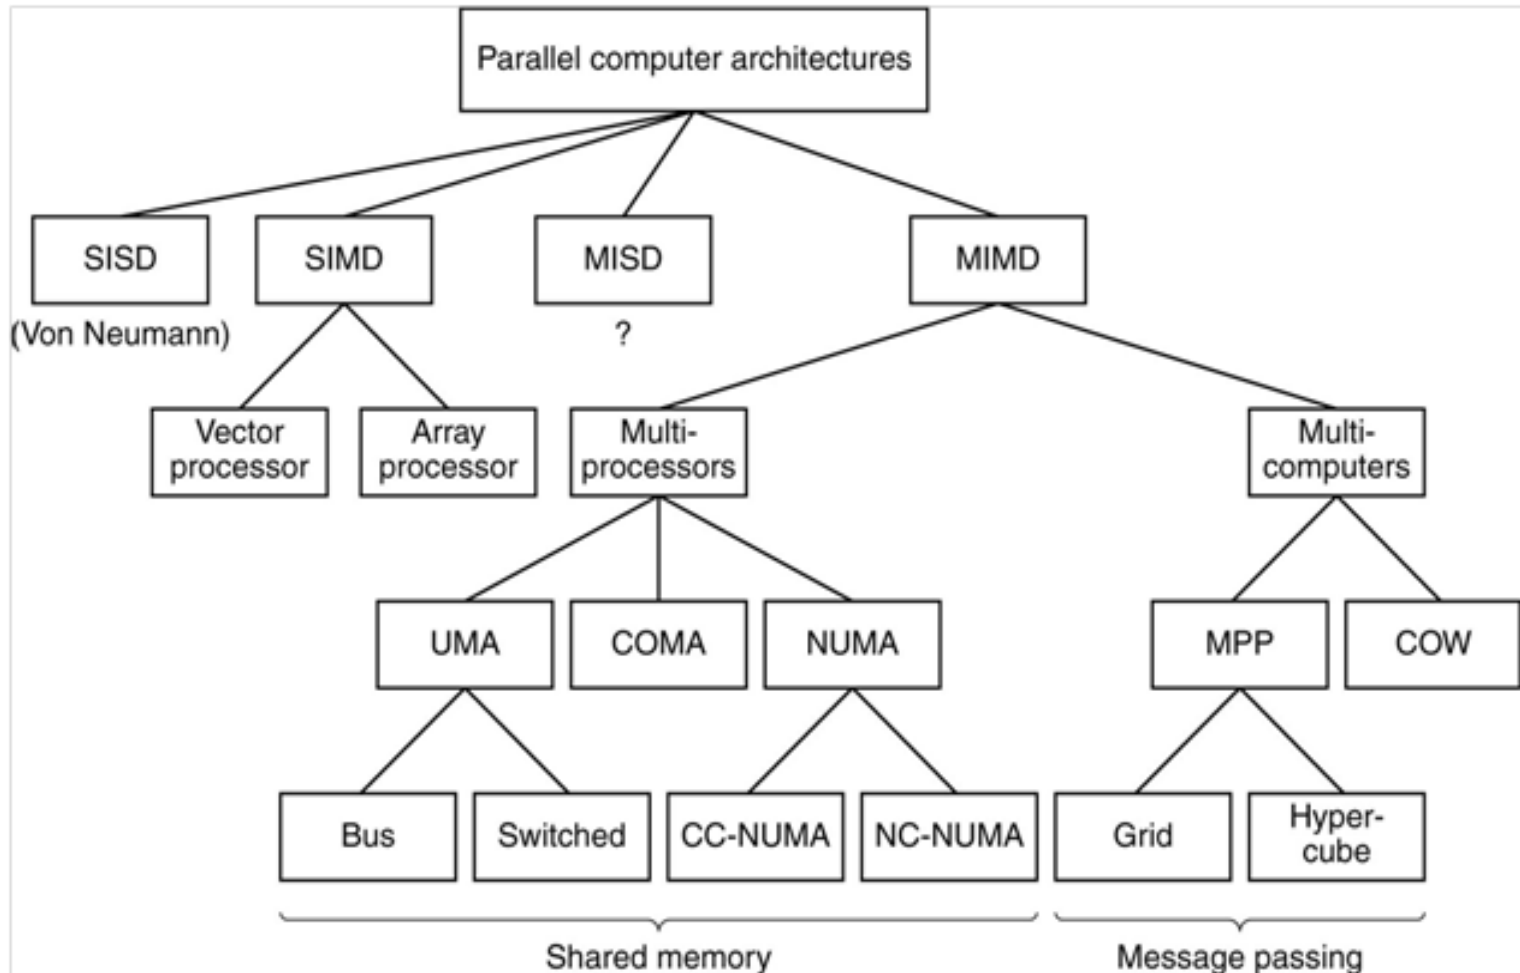 Parallel computer architectures
SISD
SIMD
MISD
MIMD
(Von Neumann)
?
Vector
processor
Array
processor
Multi-
processors
Multi-
computers
UMA
COMA
NUMA
MPP
COW
Bus
Switched
CC-NUMA
NC-NUMA
Grid
Hyper-
cube
Shared memory
Message passing